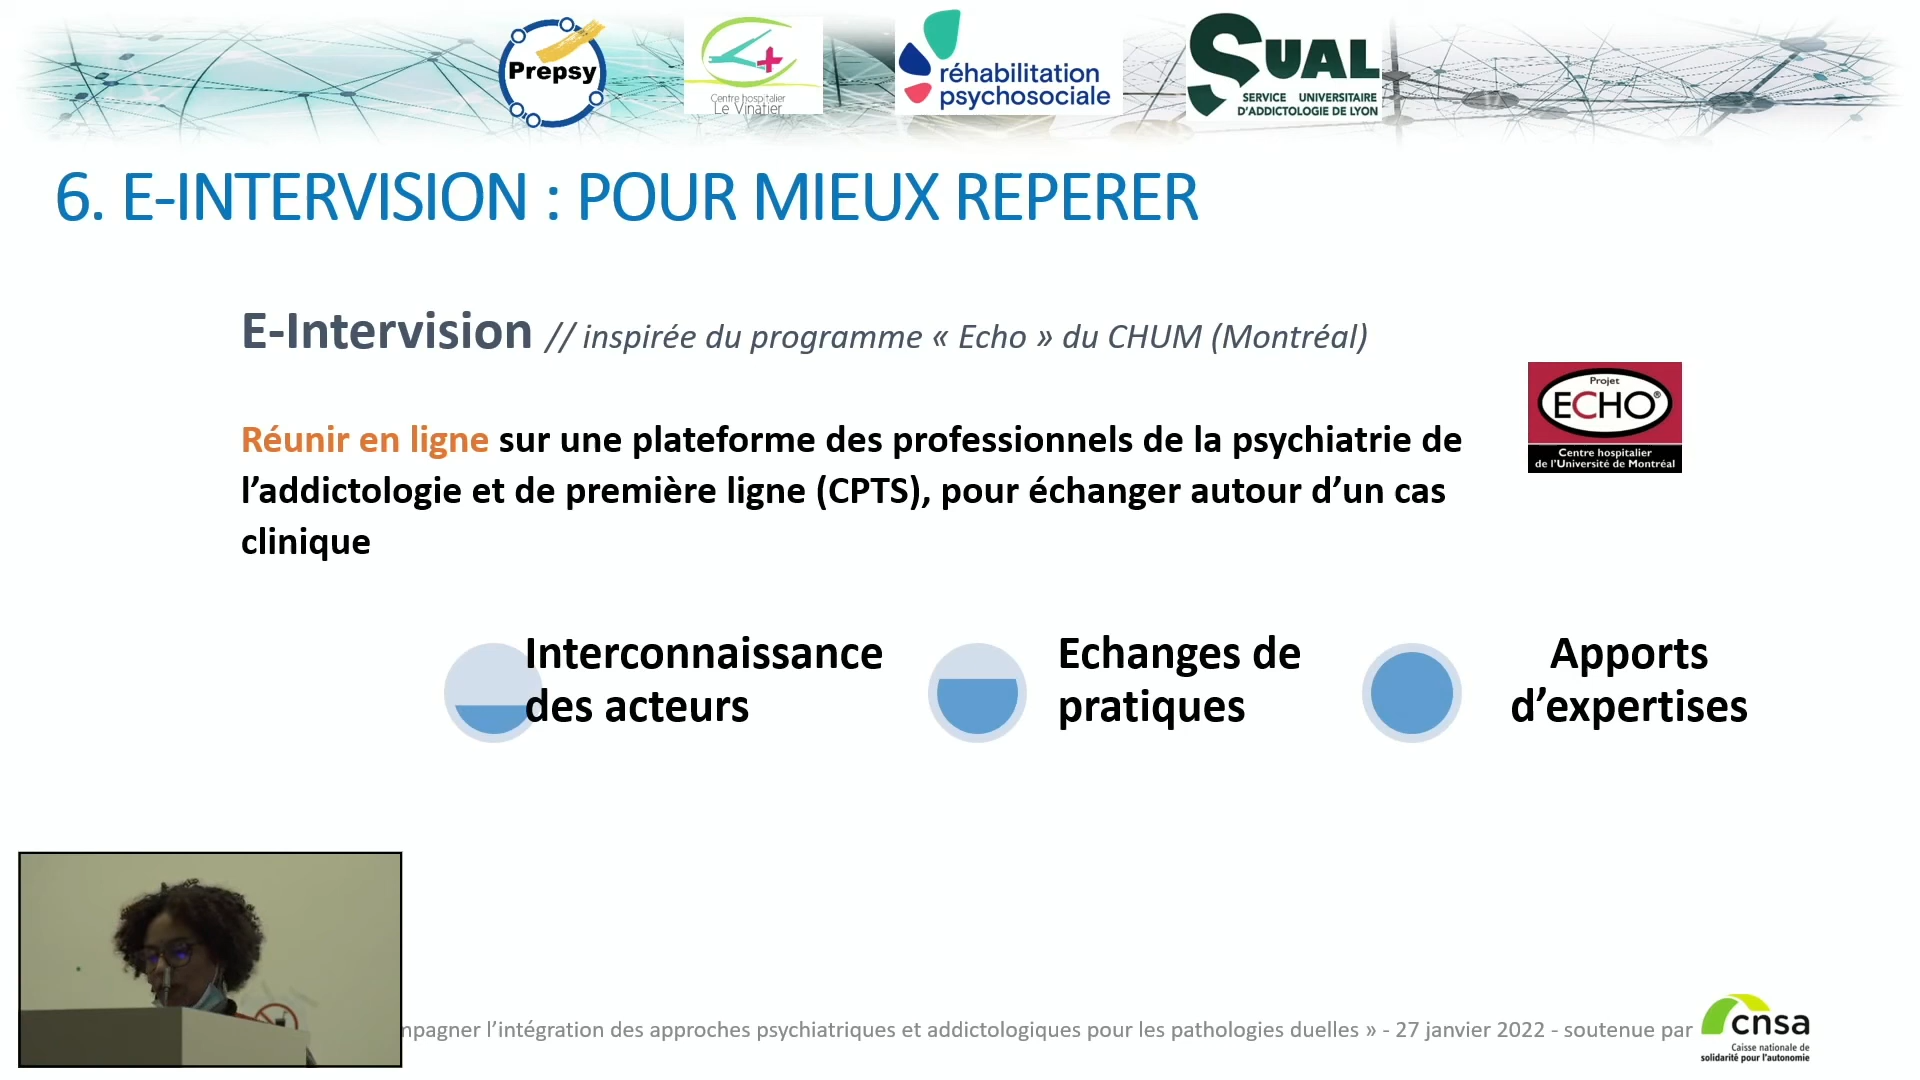 Prepsy
Centre hospitalier
Le Vinatier
réhabilitation
psychosociale
SUAL
SERVICE UNIVERSITAIRE
D'ADDICTOLOGIE DE LYON
6. E-INTERVISION : POUR MIEUX REPERER
E-Intervision // inspirée du programme « Echo » du CHUM (Montréal)
Projet
ECHO®
Centre hospitalier
de l'Université de Montréal
Réunir en ligne sur une plateforme des professionnels de la psychiatrie de
l’addictologie et de première ligne (CPTS), pour échanger autour d’un cas
clinique
Interconnaissance
des acteurs
Echanges de
pratiques
Apports
d’expertises
mpagner l’intégration des approches psychiatriques et addictologiques pour les pathologies duelles » - 27 janvier 2022 - soutenue par
cnsa
Caisse nationale de
solidarité pour l'autonomie